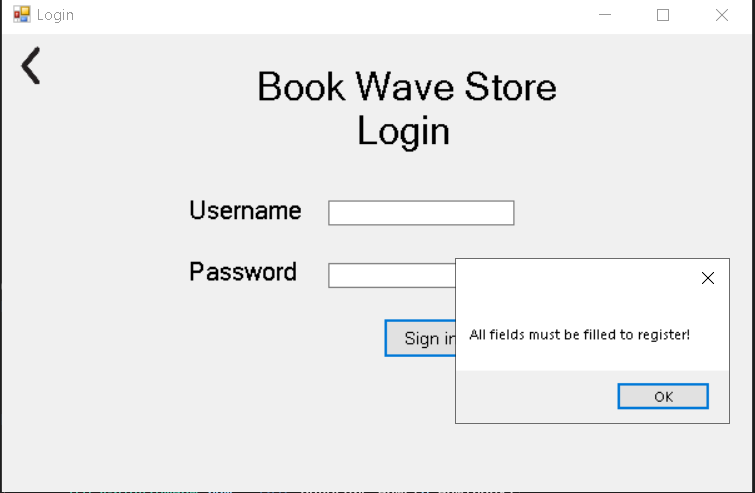 Login
Book Wave Store
Login
Username
Password
Sign in
All fields must be filled to register!
OK